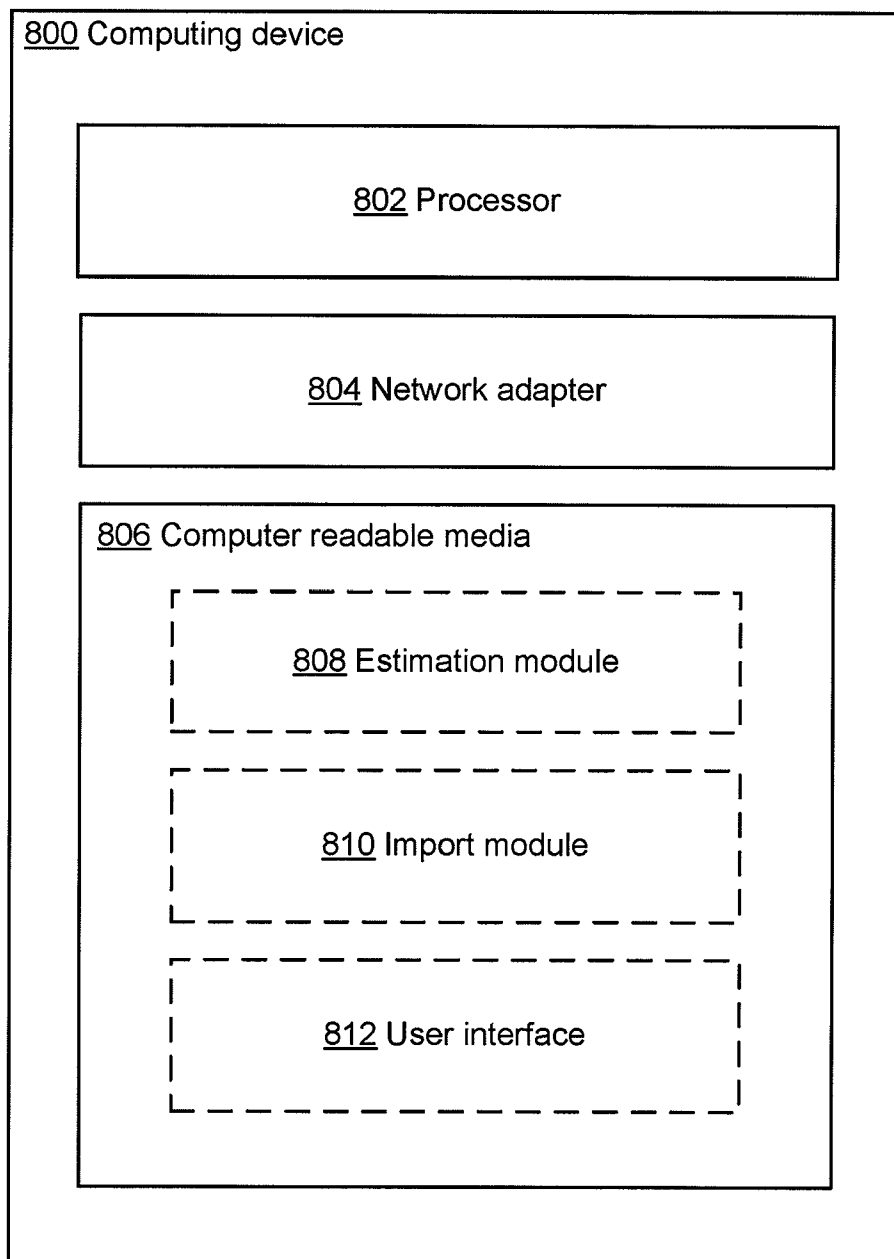 800 Computing device
802 Processor
804 Network adapter
806 Computer readable media
808 Estimation module
810 Import module
812 User interface